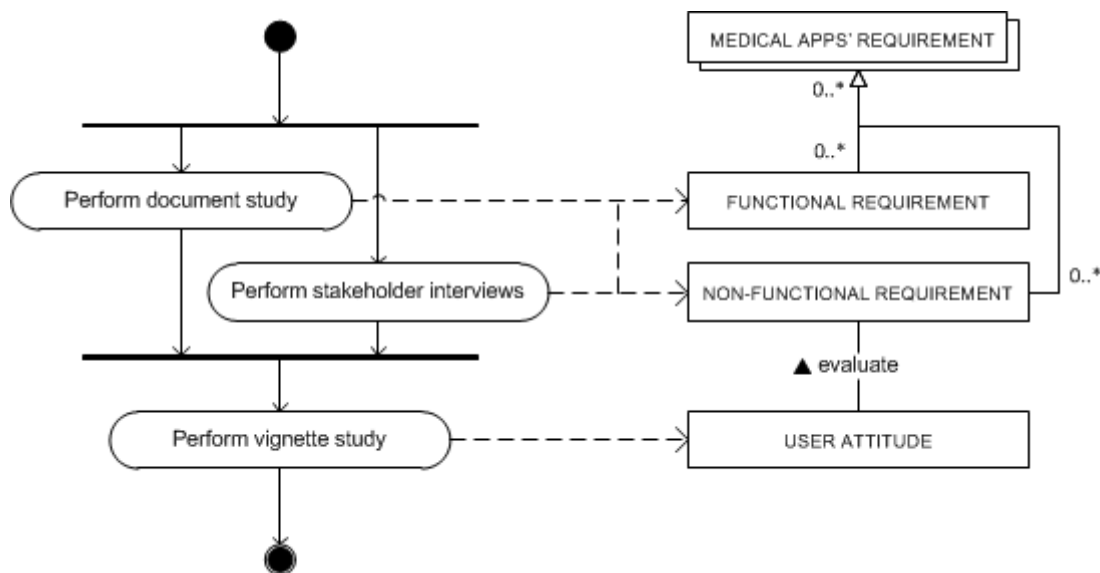 MEDICAL APPS' REQUIREMENT
0..*
0..*
Perform document study
FUNCTIONAL REQUIREMENT
0..*
Perform stakeholder interviews
NON-FUNCTIONAL REQUIREMENT
▲ evaluate
Perform vignette study
USER ATTITUDE